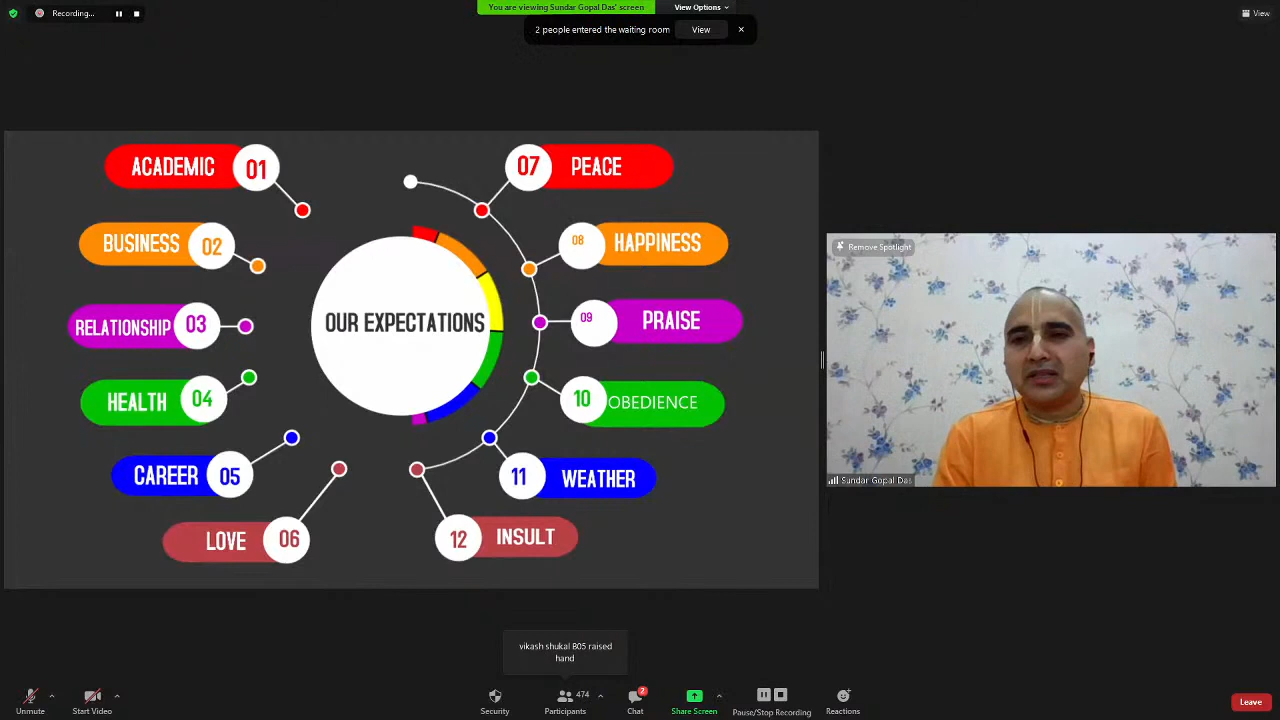 Recording...
You are viewing Sundar Gopal Das' screen
View Options
View
2 people entered the waiting room
View
ACADEMIC 01
BUSINESS 02
RELATIONSHIP 03
HEALTH 04
CAREER 05
LOVE 06
OUR EXPECTATIONS
07 PEACE
08 HAPPINESS
09 PRAISE
10 OBEDIENCE
11 WEATHER
12 INSULT
Remove Spotlight
Sundar Gopal Das
vikash shukal B05 raised
hand
Unmute
Start Video
Security
474
Participants
2
Chat
Share Screen
Pause/Stop Recording
Reactions
Leave